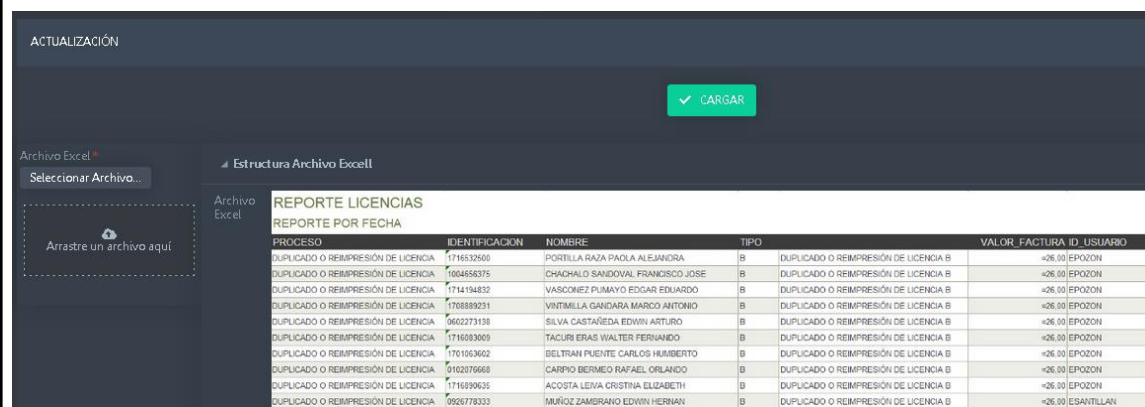 ACTUALIZACIÓN
CARGAR
Archivo Excel *
Seleccionar Archivo...
Arrastre un archivo aquí
Estructura Archivo Excell
Archivo Excel
REPORTE LICENCIAS
REPORTE POR FECHA
PROCESO IDENTIFICACION NOMBRE TIPO VALOR_FACTURA ID_USUARIO
DUPLICADO O REIMPRESIÓN DE LICENCIA 1716532500 PORTILLA RAZA PAOLA ALEJANDRA B DUPLICADO O REIMPRESIÓN DE LICENCIA B =26,00 EPOZON
DUPLICADO O REIMPRESIÓN DE LICENCIA 1004656375 CHACHALO SANDOVAL FRANCISCO JOSE B DUPLICADO O REIMPRESIÓN DE LICENCIA B =26,00 EPOZON
DUPLICADO O REIMPRESIÓN DE LICENCIA 1714194832 VASCONEZ PUMAYO EDGAR EDUARDO B DUPLICADO O REIMPRESIÓN DE LICENCIA B =26,00 EPOZON
DUPLICADO O REIMPRESIÓN DE LICENCIA 1708889231 VINTIMILLA GANDARA MARCO ANTONIO B DUPLICADO O REIMPRESIÓN DE LICENCIA B =26,00 EPOZON
DUPLICADO O REIMPRESIÓN DE LICENCIA 0602273138 SILVA CASTAÑEDA EDWIN ARTURO B DUPLICADO O REIMPRESIÓN DE LICENCIA B =26,00 EPOZON
DUPLICADO O REIMPRESIÓN DE LICENCIA 1716083009 TACURI ERAS WALTER FERNANDO B DUPLICADO O REIMPRESIÓN DE LICENCIA B =26,00 EPOZON
DUPLICADO O REIMPRESIÓN DE LICENCIA 1701063602 BELTRAN PUENTE CARLOS HUMBERTO B DUPLICADO O REIMPRESIÓN DE LICENCIA B =26,00 EPOZON
DUPLICADO O REIMPRESIÓN DE LICENCIA 0102076668 CARPIO BERMEO RAFAEL ORLANDO B DUPLICADO O REIMPRESIÓN DE LICENCIA B =26,00 EPOZON
DUPLICADO O REIMPRESIÓN DE LICENCIA 1716890635 ACOSTA LEIVA CRISTINA ELIZABETH B DUPLICADO O REIMPRESIÓN DE LICENCIA B =26,00 EPOZON
DUPLICADO O REIMPRESIÓN DE LICENCIA 0926778333 MUÑOZ ZAMBRANO EDWIN HERNAN B DUPLICADO O REIMPRESIÓN DE LICENCIA B =26,00 ESANTILLAN